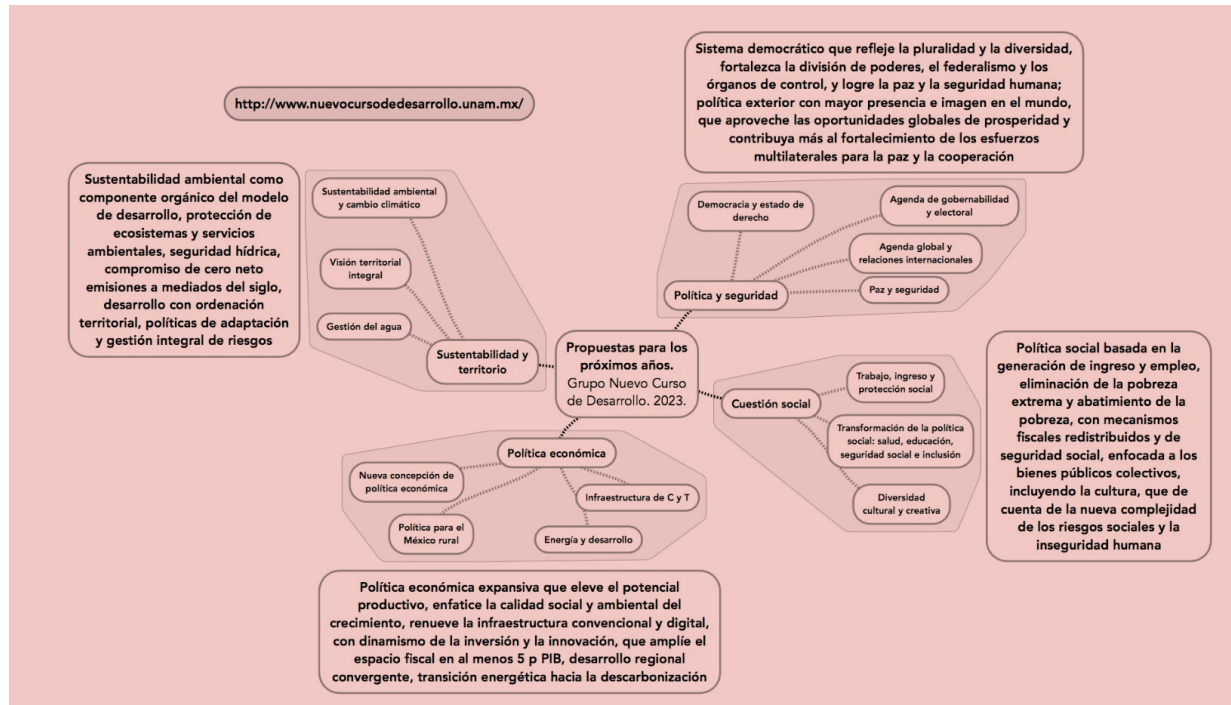 http://www.nuevocursodedesarrollo.unam.mx/
Sistema democrático que refleje la pluralidad y la diversidad,
fortalezca la división de poderes, el federalismo y los
órganos de control, y logre la paz y la seguridad humana;
política exterior con mayor presencia e imagen en el mundo,
que aproveche las oportunidades globales de prosperidad y
contribuya más al fortalecimiento de los esfuerzos
multilaterales para la paz y la cooperación
Sustentabilidad ambiental como
componente orgánico del modelo
de desarrollo, protección de
ecosistemas y servicios
ambientales, seguridad hídrica,
compromiso de cero neto
emisiones a mediados del siglo,
desarrollo con ordenación
territorial, políticas de adaptación
y gestión integral de riesgos
Sustentabilidad ambiental
y cambio climático
Visión territorial
integral
Gestión del agua
Sustentabilidad y
territorio
Democracia y estado de
derecho
Agenda de gobernabilidad
y electoral
Agenda global y
relaciones internacionales
Paz y seguridad
Política y seguridad
Propuestas para los
próximos años.
Grupo Nuevo Curso
de Desarrollo. 2023.
Cuestión social
Trabajo, ingreso y
protección social
Transformación de la política
social: salud, educación,
seguridad social e inclusión
Diversidad
cultural y creativa
Política social basada en la
generación de ingreso y empleo,
eliminación de la pobreza
extrema y abatimiento de la
pobreza, con mecanismos
fiscales redistribuidos y de
seguridad social, enfocada a los
bienes públicos colectivos,
incluyendo la cultura, que de
cuenta de la nueva complejidad
de los riesgos sociales y la
inseguridad humana
Política económica
Nueva concepción de
política económica
Infraestructura de C y T
Política para el
México rural
Energía y desarrollo
Política económica expansiva que eleve el potencial
productivo, enfatice la calidad social y ambiental del
crecimiento, renueve la infraestructura convencional y digital,
con dinamismo de la inversión y la innovación, que amplíe el
espacio fiscal en al menos 5 p PIB, desarrollo regional
convergente, transición energética hacia la descarbonización